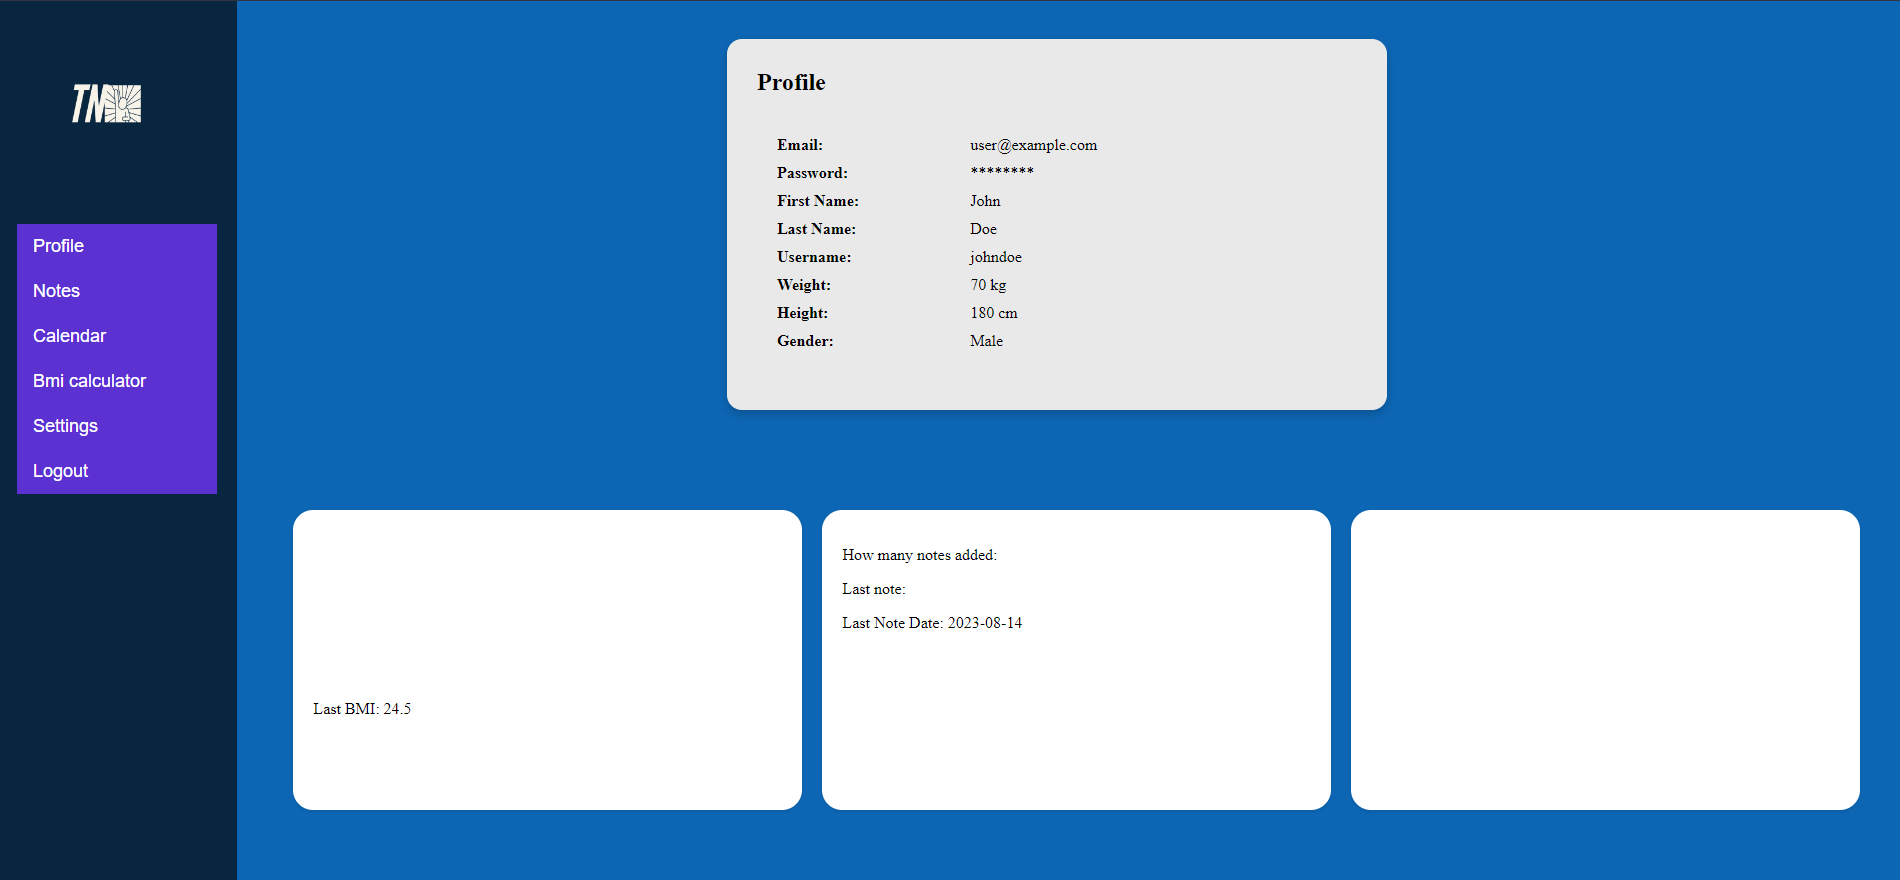 TM
Profile
Notes
Calendar
Bmi calculator
Settings
Logout
Profile
Email: user@example.com
Password: ********
First Name: John
Last Name: Doe
Username: johndoe
Weight: 70 kg
Height: 180 cm
Gender: Male
Last BMI: 24.5
How many notes added:
Last note:
Last Note Date: 2023-08-14